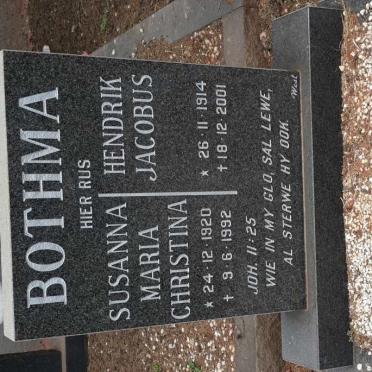 BOTHMA
HIER RUS
SUSANNA
MARIA
CHRISTINA
* 24·12·1920
+ 9·6·1992
HENDRIK
JACOBUS
* 26·11·1914
+ 18·12·2001
JOH. 11:25
WIE IN MY GLO, SAL LEWE,
AL STERWE HY OOK.